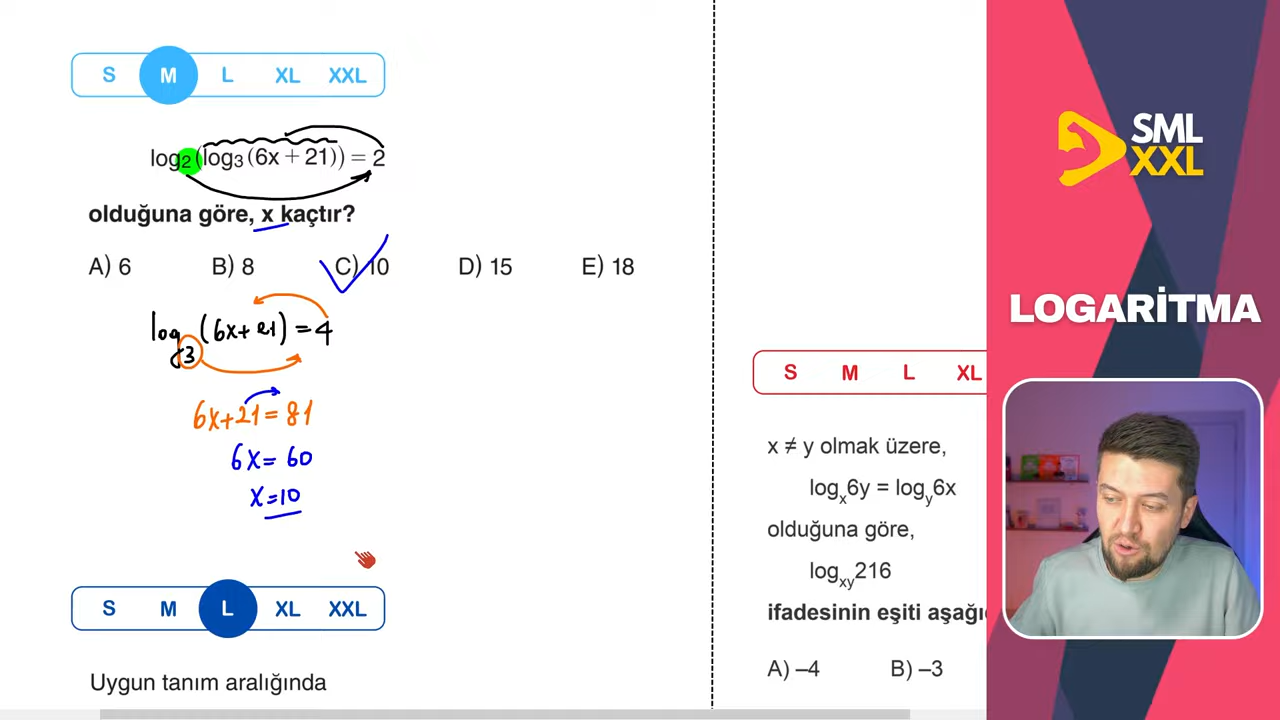 S M L XL XXL
log₂(log₃(6x + 21)) = 2
olduğuna göre, x kaçtır?
A) 6 B) 8 C) 10 D) 15 E) 18
log₃(6x+21) = 4
6x+21 = 81
6x = 60
x = 10
S M L XL XXL
Uygun tanım aralığında
S M L XL
x ≠ y olmak üzere,
logₓ6y = log_y6x
olduğuna göre,
log_xy216
ifadesinin eşiti aşağı
A) –4 B) –3
SML
XXL
LOGARİTMA